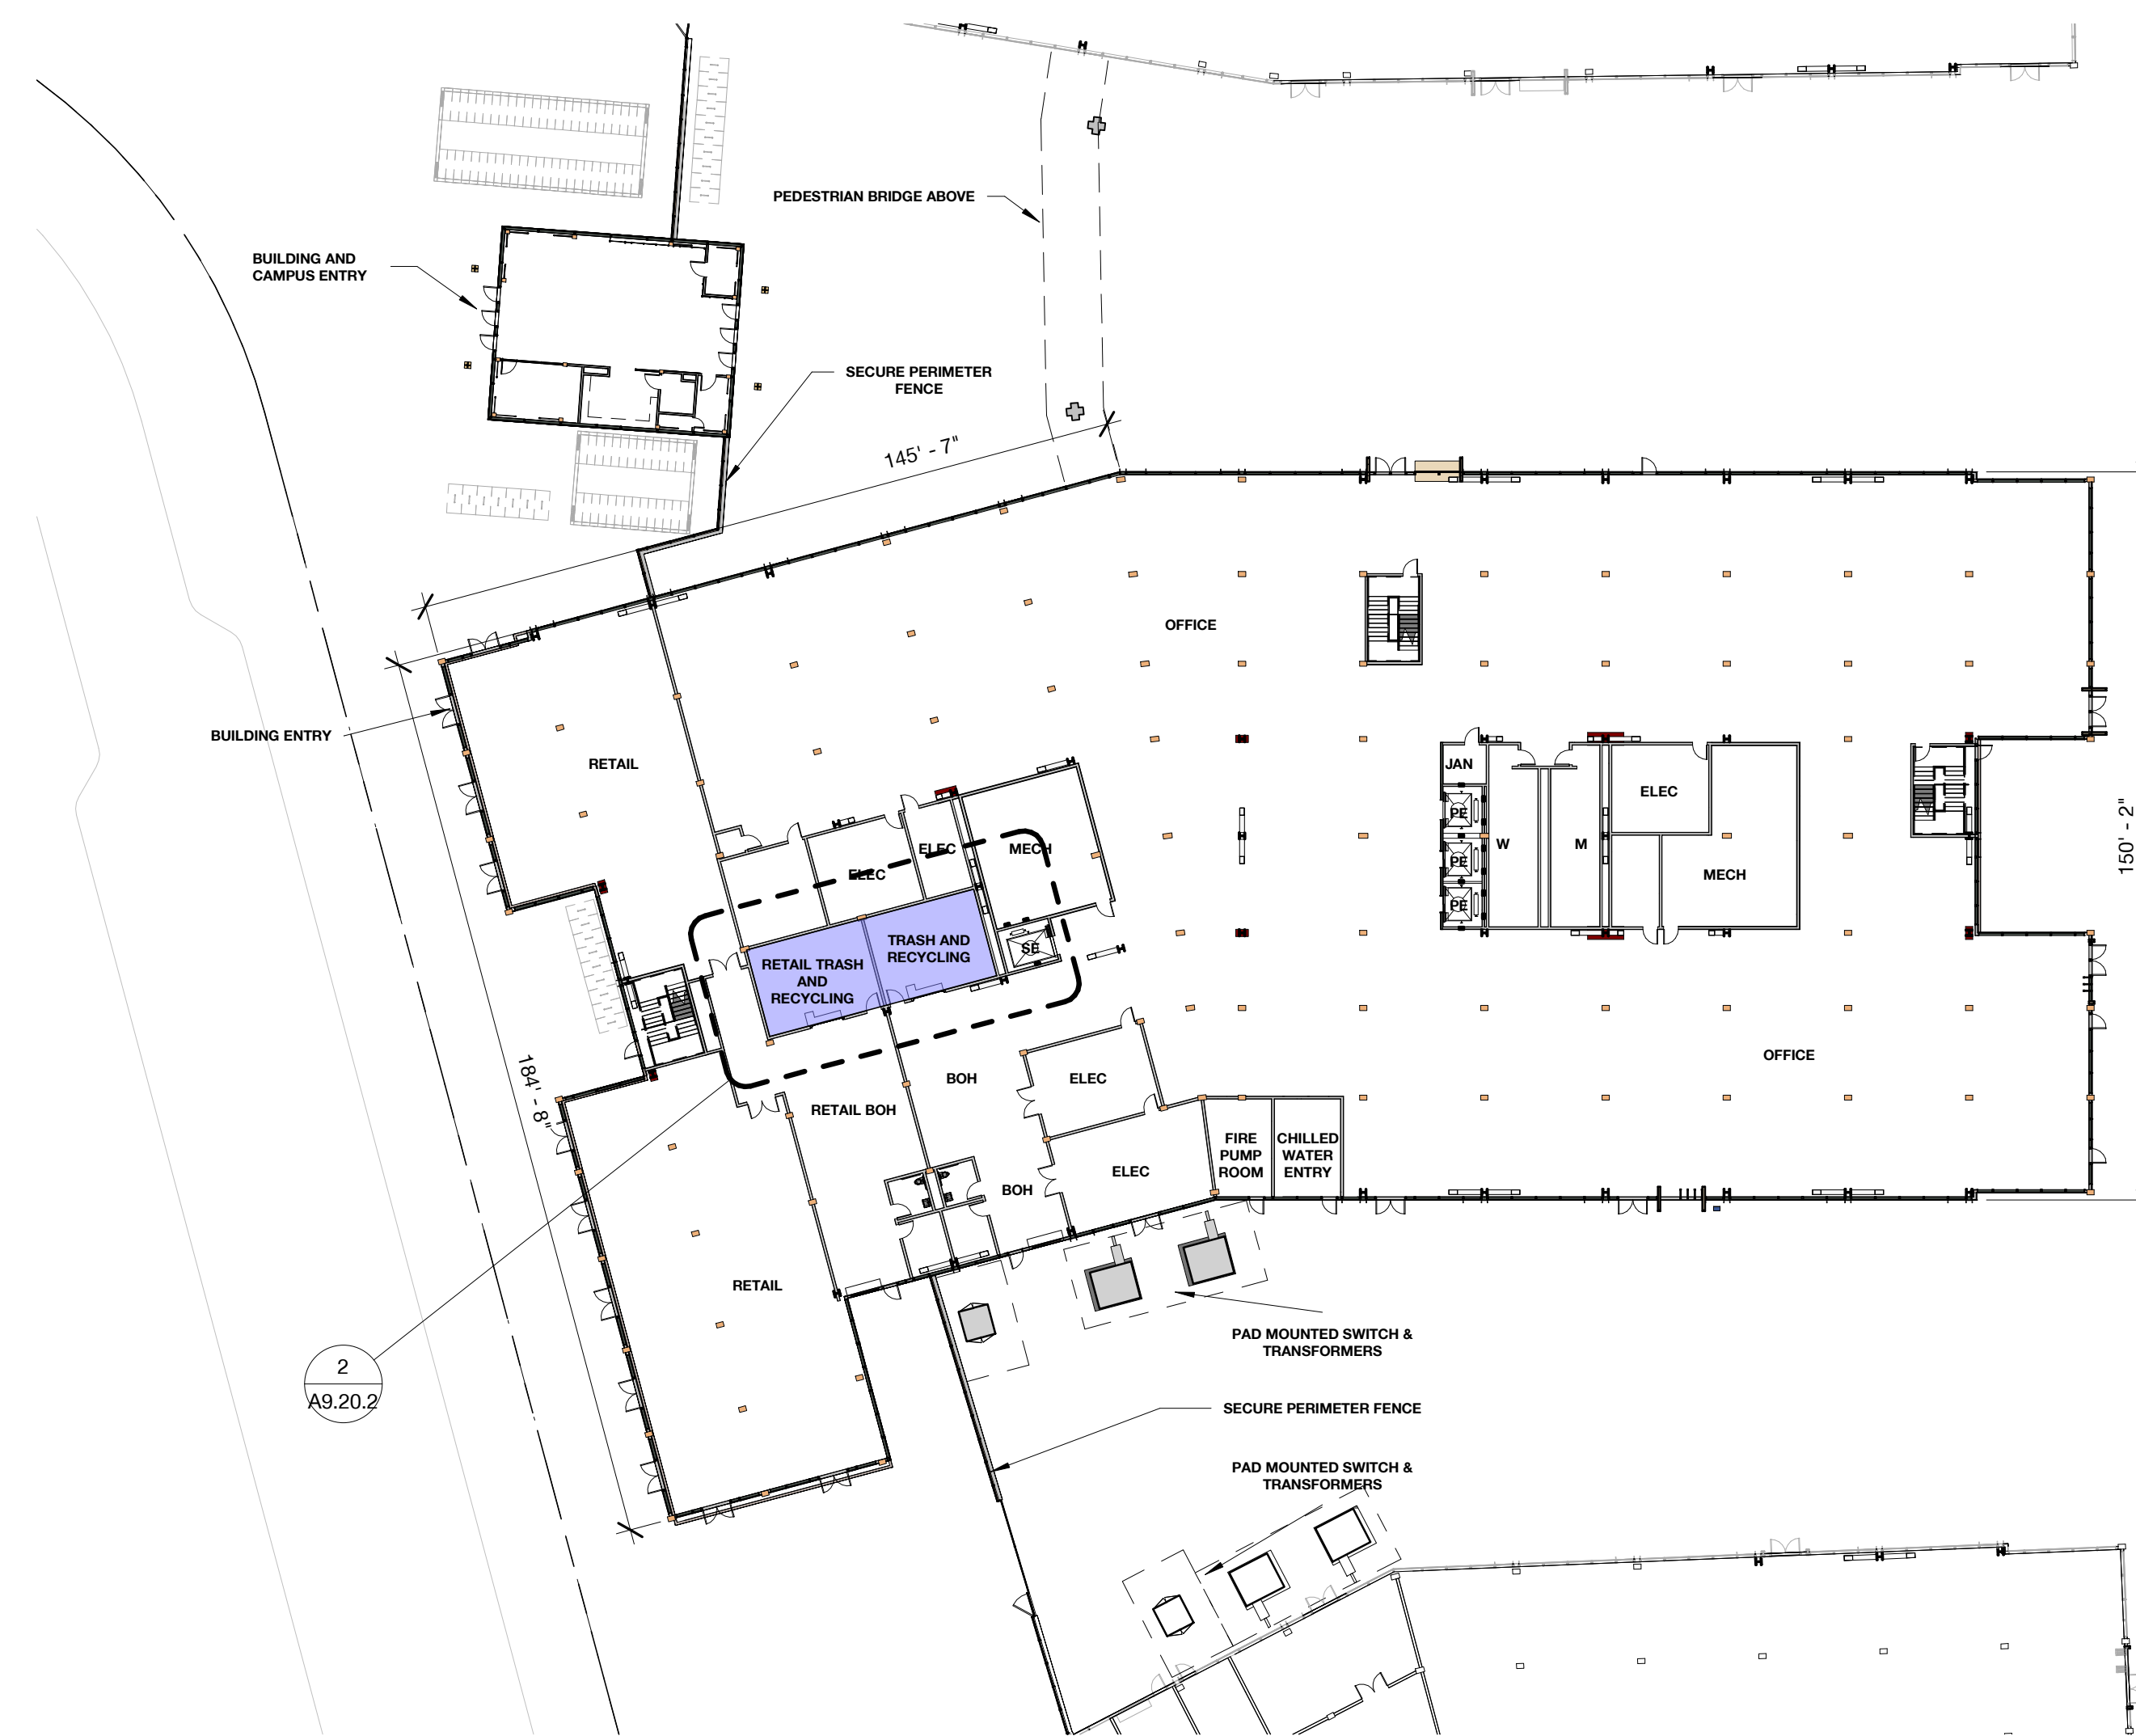 PEDESTRIAN BRIDGE ABOVE
BUILDING AND
CAMPUS ENTRY
SECURE PERIMETER
FENCE
145' - 7"
OFFICE
BUILDING ENTRY
RETAIL
JAN
PE
PE
PE
W
M
ELEC
MECH
150' - 2"
ELEC
ELEC
MECH
TRASH AND
RECYCLING
RETAIL TRASH
AND
RECYCLING
SE
184' - 8"
BOH
ELEC
RETAIL BOH
OFFICE
FIRE
PUMP
ROOM
CHILLED
WATER
ENTRY
ELEC
BOH
RETAIL
PAD MOUNTED SWITCH &
TRANSFORMERS
2
A9.20.2
SECURE PERIMETER FENCE
PAD MOUNTED SWITCH &
TRANSFORMERS